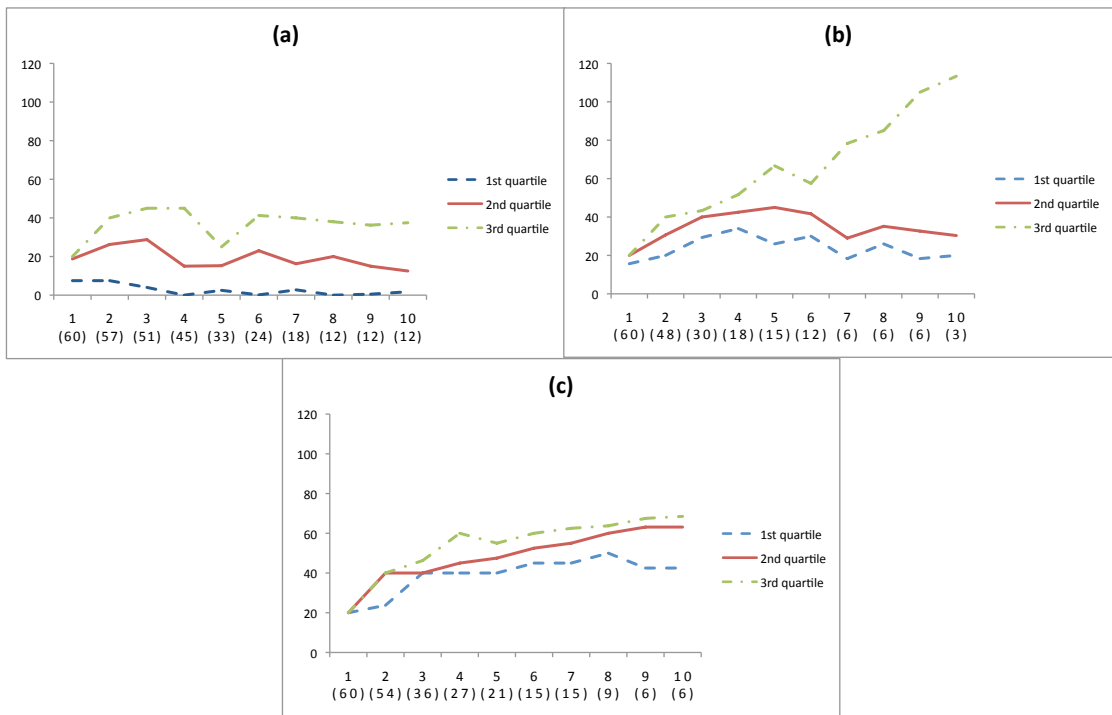 (a)
120
100
80
60
40
20
0
1 2 3 4 5 6 7 8 9 10
(60) (57) (51) (45) (33) (24) (18) (12) (12) (12)
1st quartile
2nd quartile
3rd quartile
(b)
120
100
80
60
40
20
0
1 2 3 4 5 6 7 8 9 10
(60) (48) (30) (18) (15) (12) (6) (6) (6) (3)
1st quartile
2nd quartile
3rd quartile
(c)
120
100
80
60
40
20
0
1 2 3 4 5 6 7 8 9 10
(60) (54) (36) (27) (21) (15) (15) (9) (6) (6)
1st quartile
2nd quartile
3rd quartile